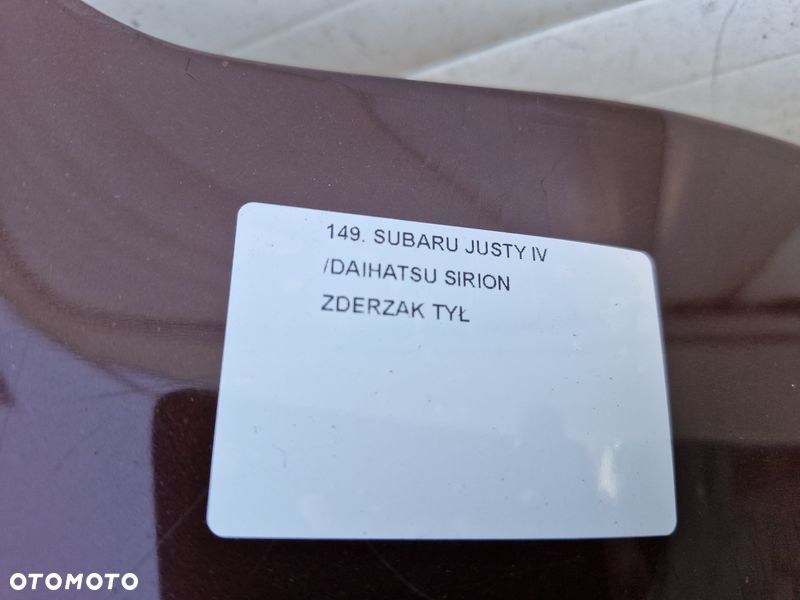 149. SUBARU JUSTY IV
/DAIHATSU SIRION
ZDERZAK TYŁ
OTOMOTO